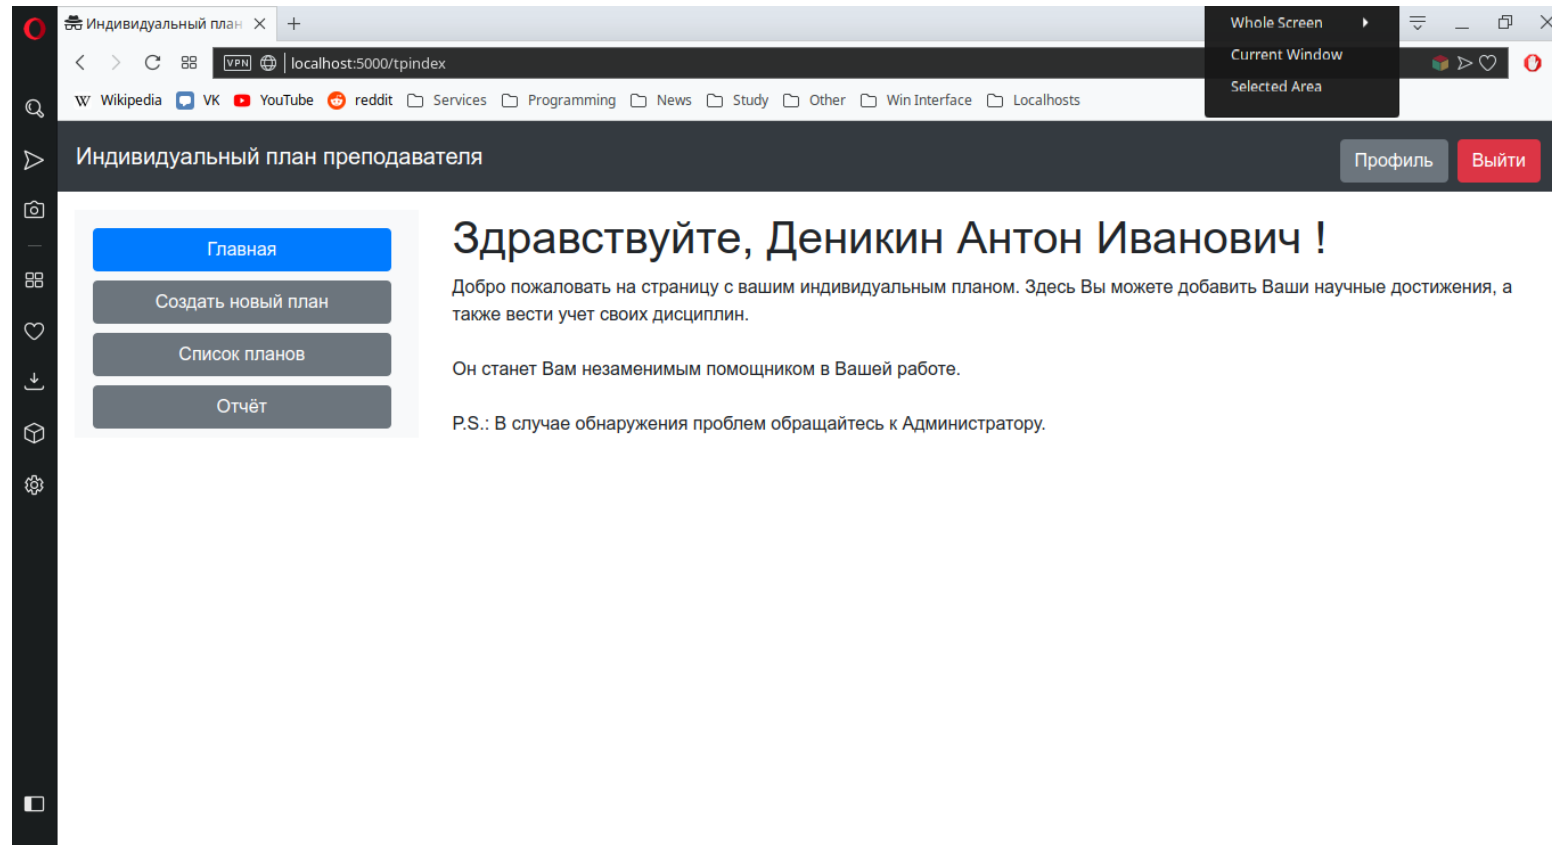 Индивидуальный план
Whole Screen
VPN localhost:5000/tpindex
Current Window
W Wikipedia VK YouTube reddit Services Programming News Study Other Win Interface Localhosts
Selected Area
Индивидуальный план преподавателя
Профиль Выйти
Главная
Создать новый план
Список планов
Отчёт
Здравствуйте, Деникин Антон Иванович !
Добро пожаловать на страницу с вашим индивидуальным планом. Здесь Вы можете добавить Ваши научные достижения, а
также вести учет своих дисциплин.
Он станет Вам незаменимым помощником в Вашей работе.
P.S.: В случае обнаружения проблем обращайтесь к Администратору.